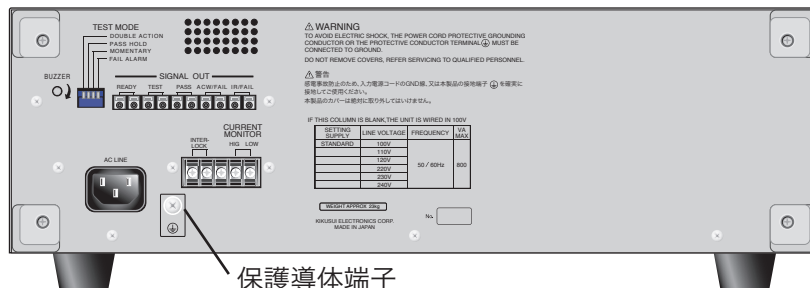 TEST MODE
DOUBLE ACTION
PASS HOLD
MOMENTARY
FAIL ALARM
BUZZER
SIGNAL OUT
READY TEST PASS ACW/FAIL IR/FAIL
CURRENT
MONITOR
INTER-
LOCK
HIG LOW
AC LINE
⚠ WARNING
TO AVOID ELECTRIC SHOCK, THE POWER CORD PROTECTIVE GROUNDING
CONDUCTOR OR THE PROTECTIVE CONDUCTOR TERMINAL MUST BE
CONNECTED TO GROUND.
DO NOT REMOVE COVERS, REFER SERVICING TO QUALIFIED PERSONNEL.
⚠ 警告
感電事故防止のため、入力電源コードのGND線、又は本製品の接地端子 を確実に
接地してご使用ください。
本製品のカバーは絶対に取り外してはいけません。
IF THIS COLUMN IS BLANK,THE UNIT IS WIRED IN 100V
SETTING SUPPLY LINE VOLTAGE FREQUENCY VA MAX
STANDARD 100V
110V
120V
220V
230V
240V
50 / 60Hz 800
WEIGHT APPROX 23kg
KIKUSUI ELECTRONICS CORP.
MADE IN JAPAN
No.
保護導体端子